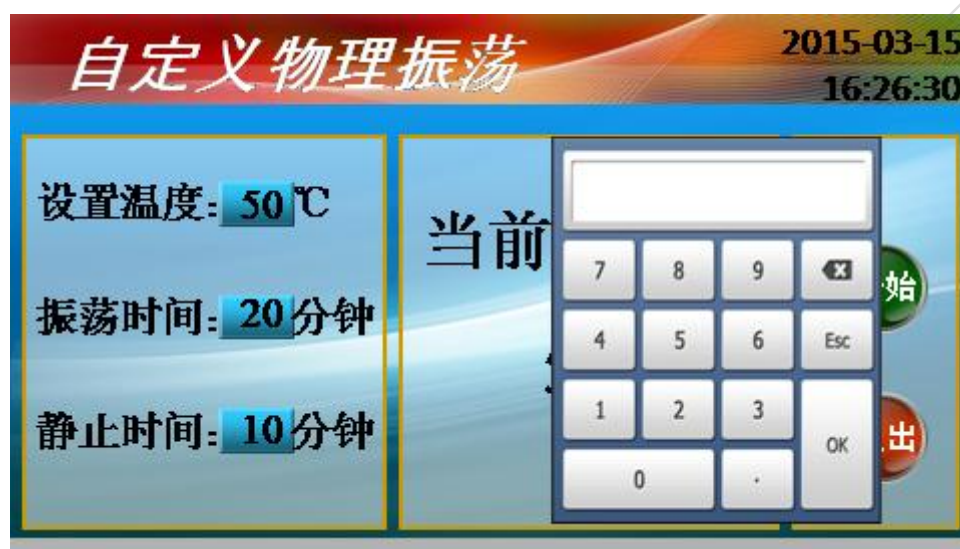 自定义物理振荡
2015-03-15
16:26:30
设置温度: 50℃
振荡时间: 20分钟
静止时间: 10分钟
当前
7 8 9
4 5 6 Esc
1 2 3 OK
0 .
始
出